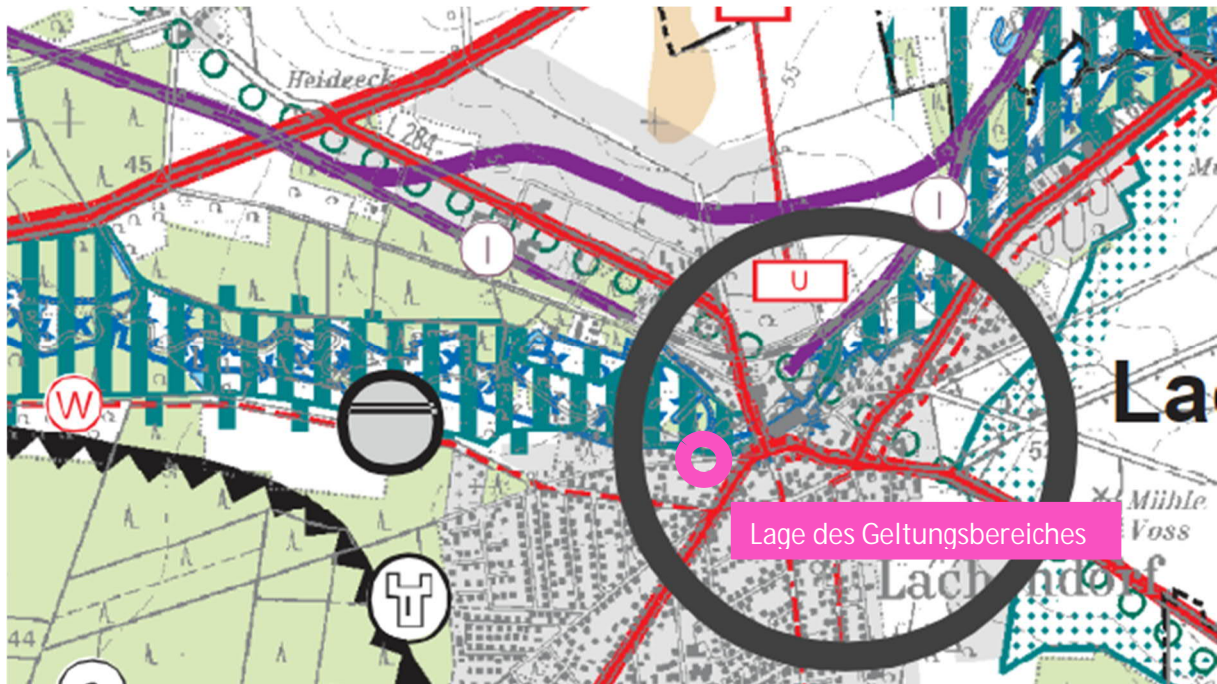 Heideeck
55
L 284
45
I
I
U
W
Lac
Mühle
Voss
Lage des Geltungsbereiches
Lachendorf
44